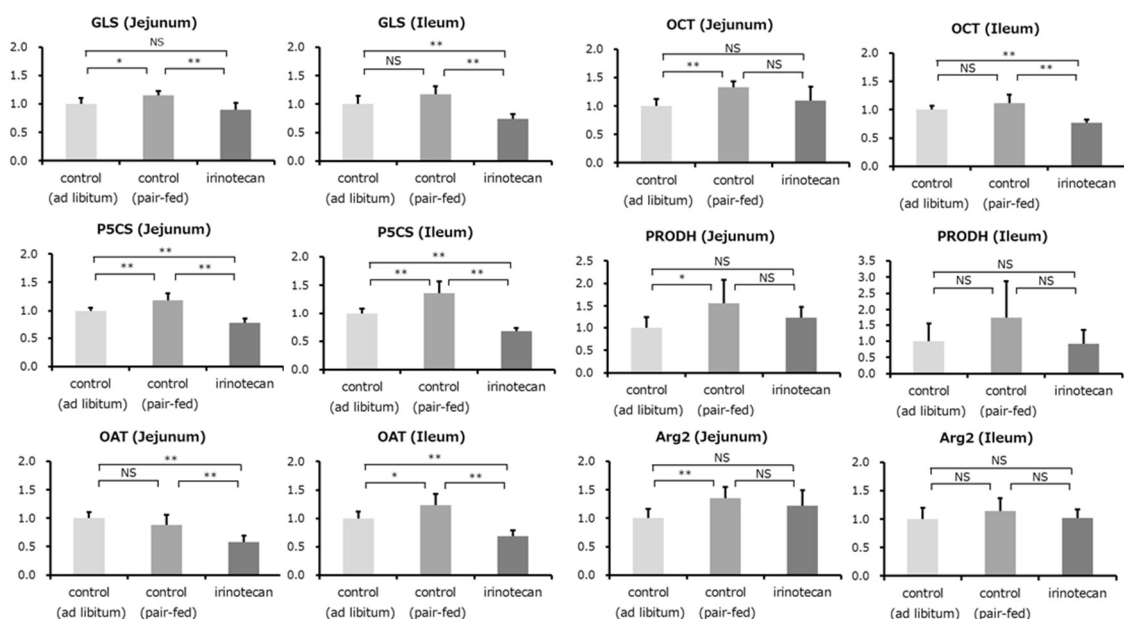 GLS (Jejunum)
NS
* **
2.0
1.5
1.0
0.5
0.0
control irinotecan
(ad libitum) (pair-fed)
control
GLS (Ileum)
**
NS **
2.0
1.5
1.0
0.5
0.0
control control irinotecan
(ad libitum) (pair-fed)
OCT (Jejunum)
NS
** NS
2.0
1.5
1.0
0.5
0.0
control control irinotecan
(ad libitum) (pair-fed)
OCT (Ileum)
**
NS **
2.0
1.5
1.0
0.5
0.0
control control irinotecan
(ad libitum) (pair-fed)
P5CS (Jejunum)
**
** **
2.0
1.5
1.0
0.5
0.0
control control irinotecan
(ad libitum) (pair-fed)
P5CS (Ileum)
**
** **
2.0
1.5
1.0
0.5
0.0
control control irinotecan
(ad libitum) (pair-fed)
PRODH (Jejunum)
NS
* NS
2.5
2.0
1.5
1.0
0.5
0.0
control control irinotecan
(ad libitum) (pair-fed)
PRODH (Ileum)
NS
NS NS
3.5
3.0
2.5
2.0
1.5
1.0
0.5
0.0
control control irinotecan
(ad libitum) (pair-fed)
OAT (Jejunum)
**
NS **
2.0
1.5
1.0
0.5
0.0
control control irinotecan
(ad libitum) (pair-fed)
OAT (Ileum)
**
* **
2.0
1.5
1.0
0.5
0.0
control control irinotecan
(ad libitum) (pair-fed)
Arg2 (Jejunum)
NS
** NS
2.0
1.5
1.0
0.5
0.0
control control irinotecan
(ad libitum) (pair-fed)
Arg2 (Ileum)
NS
NS NS
2.0
1.5
1.0
0.5
0.0
control control irinotecan
(ad libitum) (pair-fed)